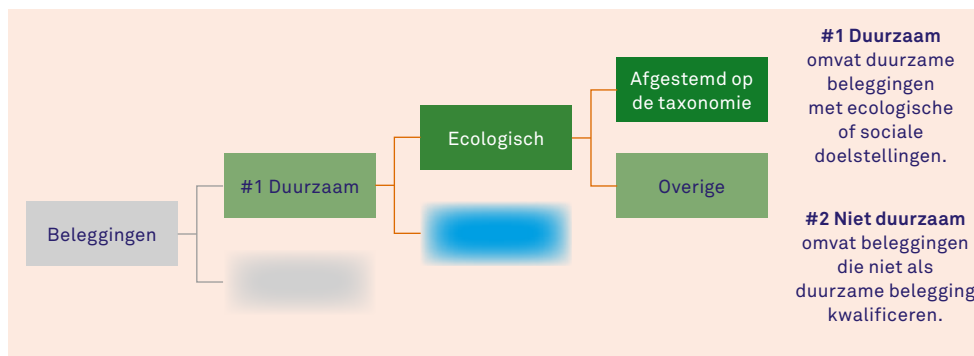 Beleggingen
#1 Duurzaam
Ecologisch
Afgestemd op
de taxonomie
Overige
#1 Duurzaam
omvat duurzame
beleggingen
met ecologische
of sociale
doelstellingen.
#2 Niet duurzaam
omvat beleggingen
die niet als
duurzame belegging
kwalificeren.